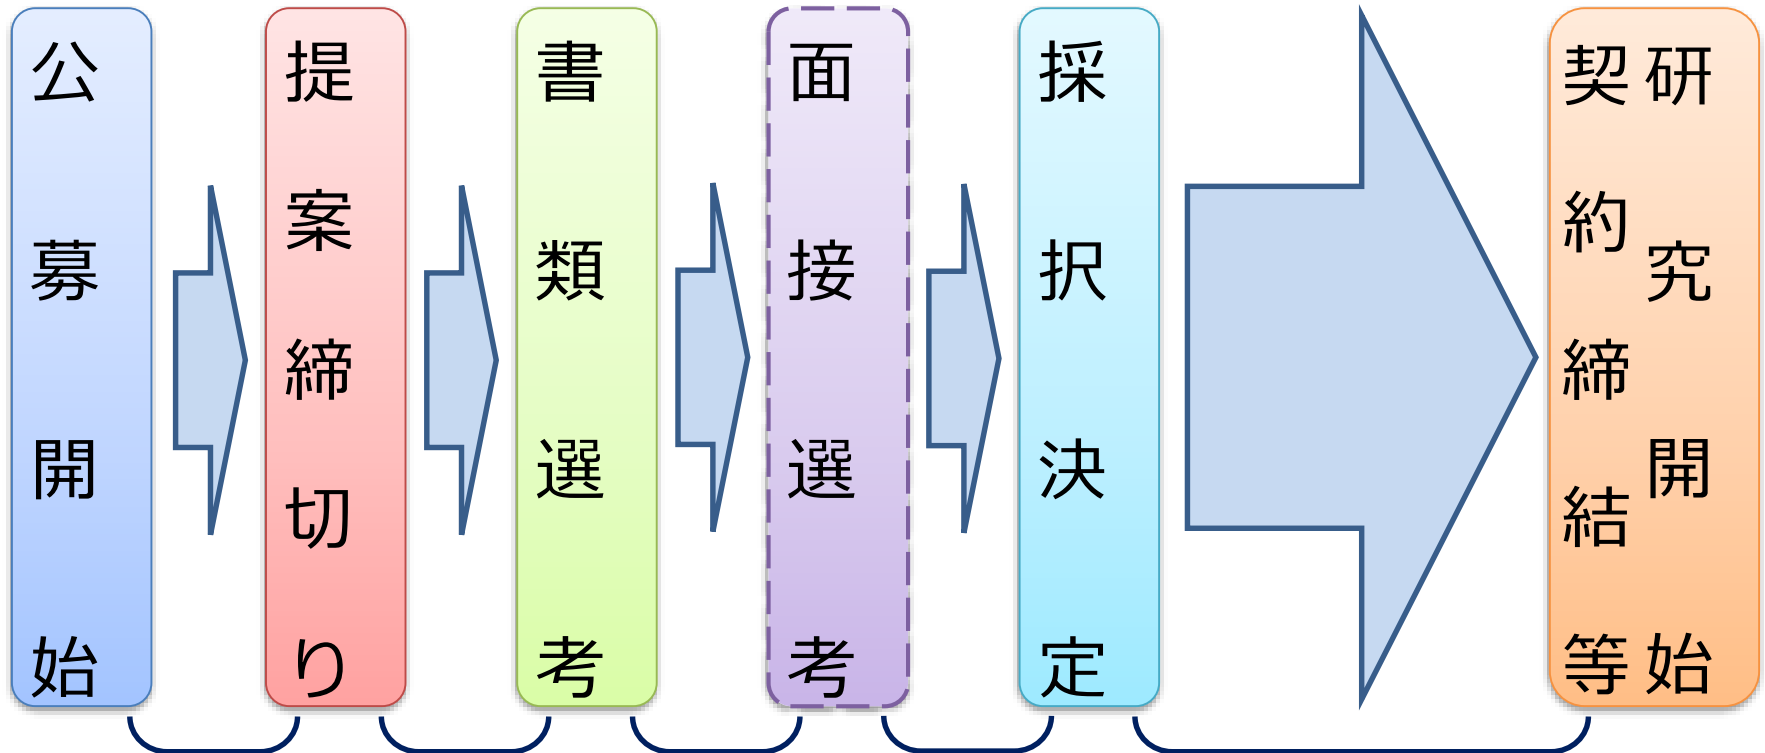 公募開始
提案締切り
書類選考
面接選考
採択決定
研究開始
契約締結等